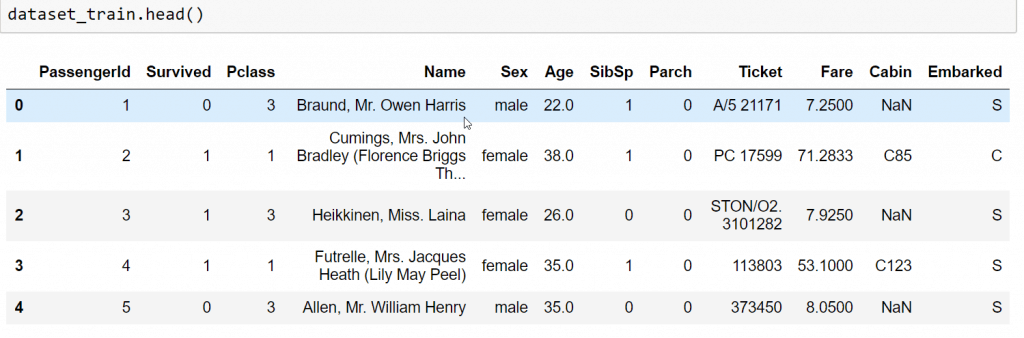 dataset_train.head()
PassengerId Survived Pclass Name Sex Age SibSp Parch Ticket Fare Cabin Embarked
0 1 0 3 Braund, Mr. Owen Harris male 22.0 1 0 A/5 21171 7.2500 NaN S
Cumings, Mrs. John
1 2 1 1 Bradley (Florence Briggs female 38.0 1 0 PC 17599 71.2833 C85 C
Th...
2 3 1 3 Heikkinen, Miss. Laina female 26.0 0 0 STON/O2. 7.9250 NaN S
3101282
3 4 1 1 Futrelle, Mrs. Jacques female 35.0 1 0 113803 53.1000 C123 S
Heath (Lily May Peel)
4 5 0 3 Allen, Mr. William Henry male 35.0 0 0 373450 8.0500 NaN S